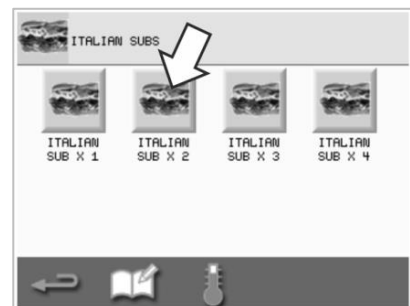 ITALIAN SUBS
ITALIAN
SUB X 1
ITALIAN
SUB X 2
ITALIAN
SUB X 3
ITALIAN
SUB X 4